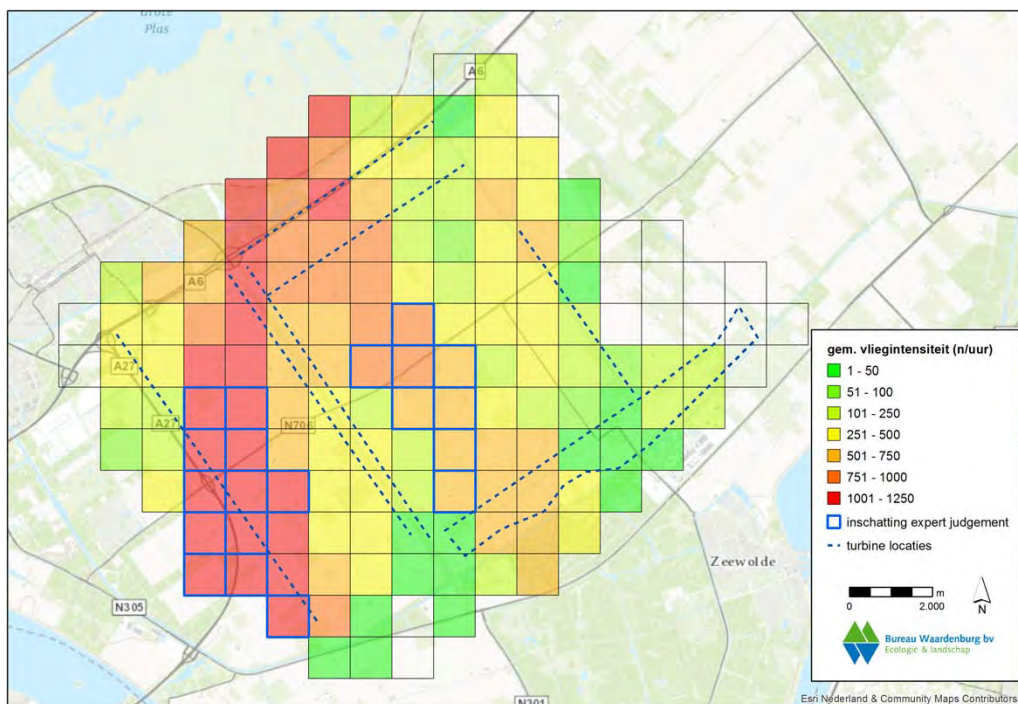 Grote
Plas
A6
A6
A27
A27
N706
N305
N301
Zeewolde
gem. vliegintensiteit (n/uur)
1 - 50
51 - 100
101 - 250
251 - 500
501 - 750
751 - 1000
1001 - 1250
inschatting expert judgement
turbine locaties
m
0 2.000
N
Bureau Waardenburg bv
Ecologie & landschap
Esri Nederland & Community Maps Contributors